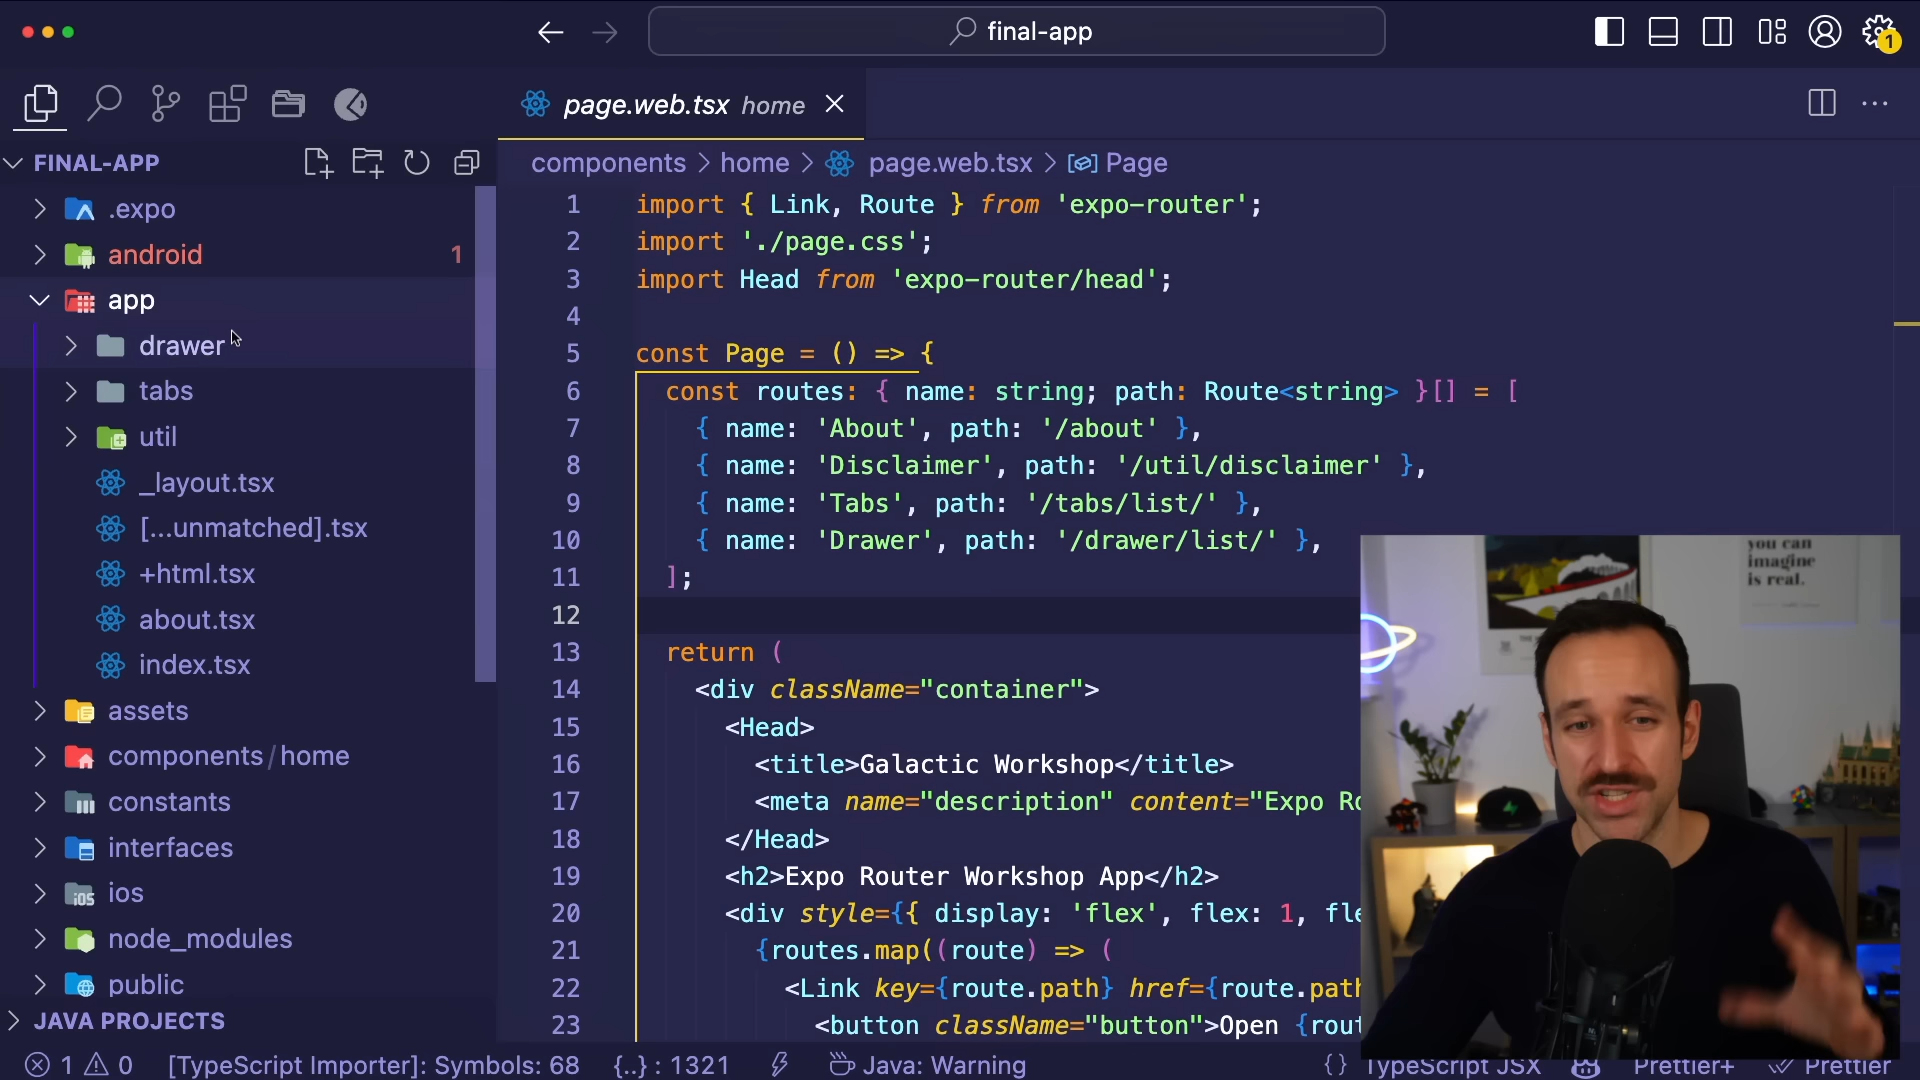 final-app
1
page.web.tsx home
FINAL-APP
components > home > page.web.tsx > Page
.expo
android 1
app
drawer
tabs
util
_layout.tsx
[...unmatched].tsx
+html.tsx
about.tsx
index.tsx
assets
components/home
constants
interfaces
ios
node_modules
public
JAVA PROJECTS
1 import { Link, Route } from 'expo-router';
2 import './page.css';
3 import Head from 'expo-router/head';
4
5 const Page = () => {
6 const routes: { name: string; path: Route<string> }[] = [
7 { name: 'About', path: '/about' },
8 { name: 'Disclaimer', path: '/util/disclaimer' },
9 { name: 'Tabs', path: '/tabs/list/' },
10 { name: 'Drawer', path: '/drawer/list/' },
11 ];
12
13 return (
14 <div className="container">
15 <Head>
16 <title>Galactic Workshop</title>
17 <meta name="description" content="Expo Ro
18 </Head>
19 <h2>Expo Router Workshop App</h2>
20 <div style={{ display: 'flex', flex: 1, fle
21 {routes.map((route) => (
22 <Link key={route.path} href={route.path
23 <button className="button">Open {rout
you can
imagine
is real.
1 0 [TypeScript Importer]: Symbols: 68 {..} : 1321 Java: Warning {} TypeScript JSX Prettier+ Prettier